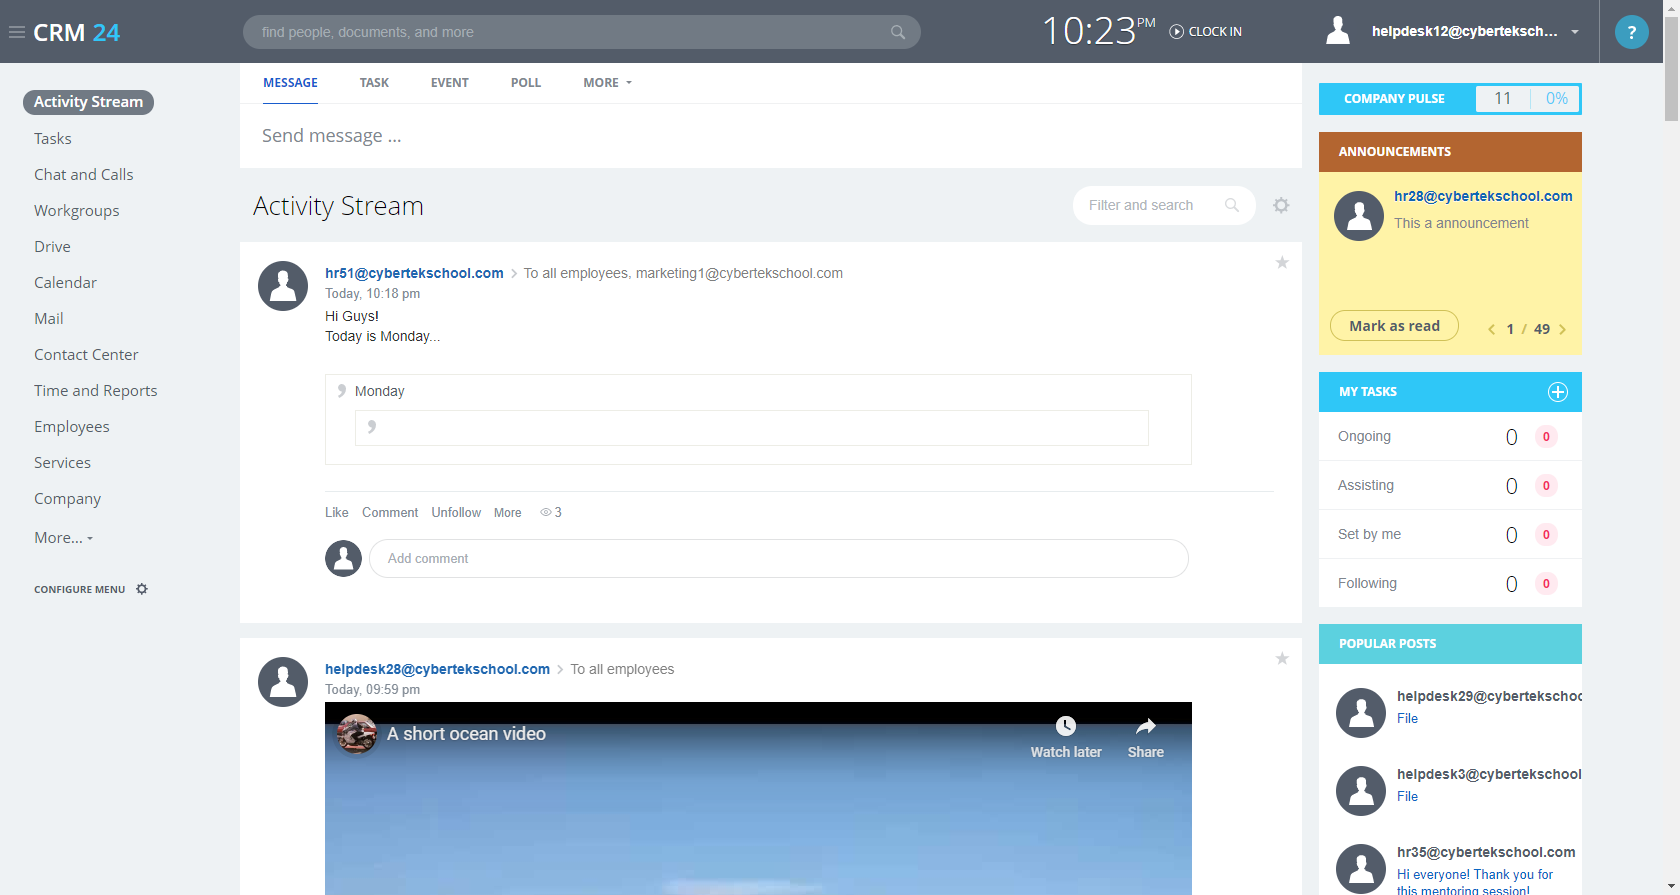 CRM 24
find people, documents, and more
10:23 PM
CLOCK IN
helpdesk12@cyberteksch...
?
Activity Stream
Tasks
Chat and Calls
Workgroups
Drive
Calendar
Mail
Contact Center
Time and Reports
Employees
Services
Company
More...
CONFIGURE MENU
MESSAGE TASK EVENT POLL MORE
Send message ...
Activity Stream
Filter and search
hr51@cybertekschool.com > To all employees, marketing1@cybertekschool.com
Today, 10:18 pm
Hi Guys!
Today is Monday...
Monday
Like Comment Unfollow More 3
Add comment
helpdesk28@cybertekschool.com > To all employees
Today, 09:59 pm
A short ocean video
Watch later Share
COMPANY PULSE 11 0%
ANNOUNCEMENTS
hr28@cybertekschool.com
This a announcement
Mark as read < 1 / 49 >
MY TASKS
Ongoing 0 0
Assisting 0 0
Set by me 0 0
Following 0 0
POPULAR POSTS
helpdesk29@cybertekschoo
File
helpdesk3@cybertekschool
File
hr35@cybertekschool.com
Hi everyone! Thank you for
this mentoring session!